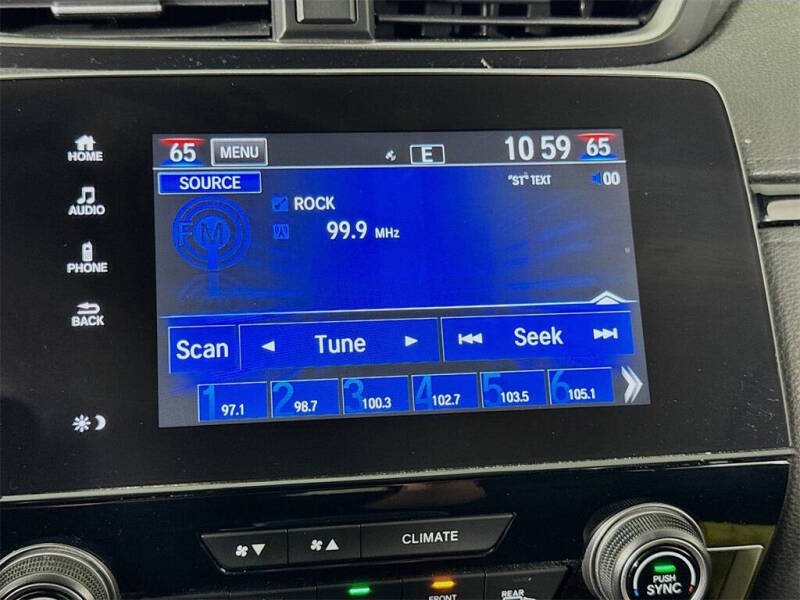 65 MENU E 10 59 65
HOME
SOURCE "ST" TEXT 00
ROCK
AUDIO
FM 99.9 MHz
PHONE
BACK
Scan Tune Seek
1 97.1 2 98.7 3 100.3 4 102.7 5 103.5 6 105.1
CLIMATE
PUSH
SYNC
FRONT REAR